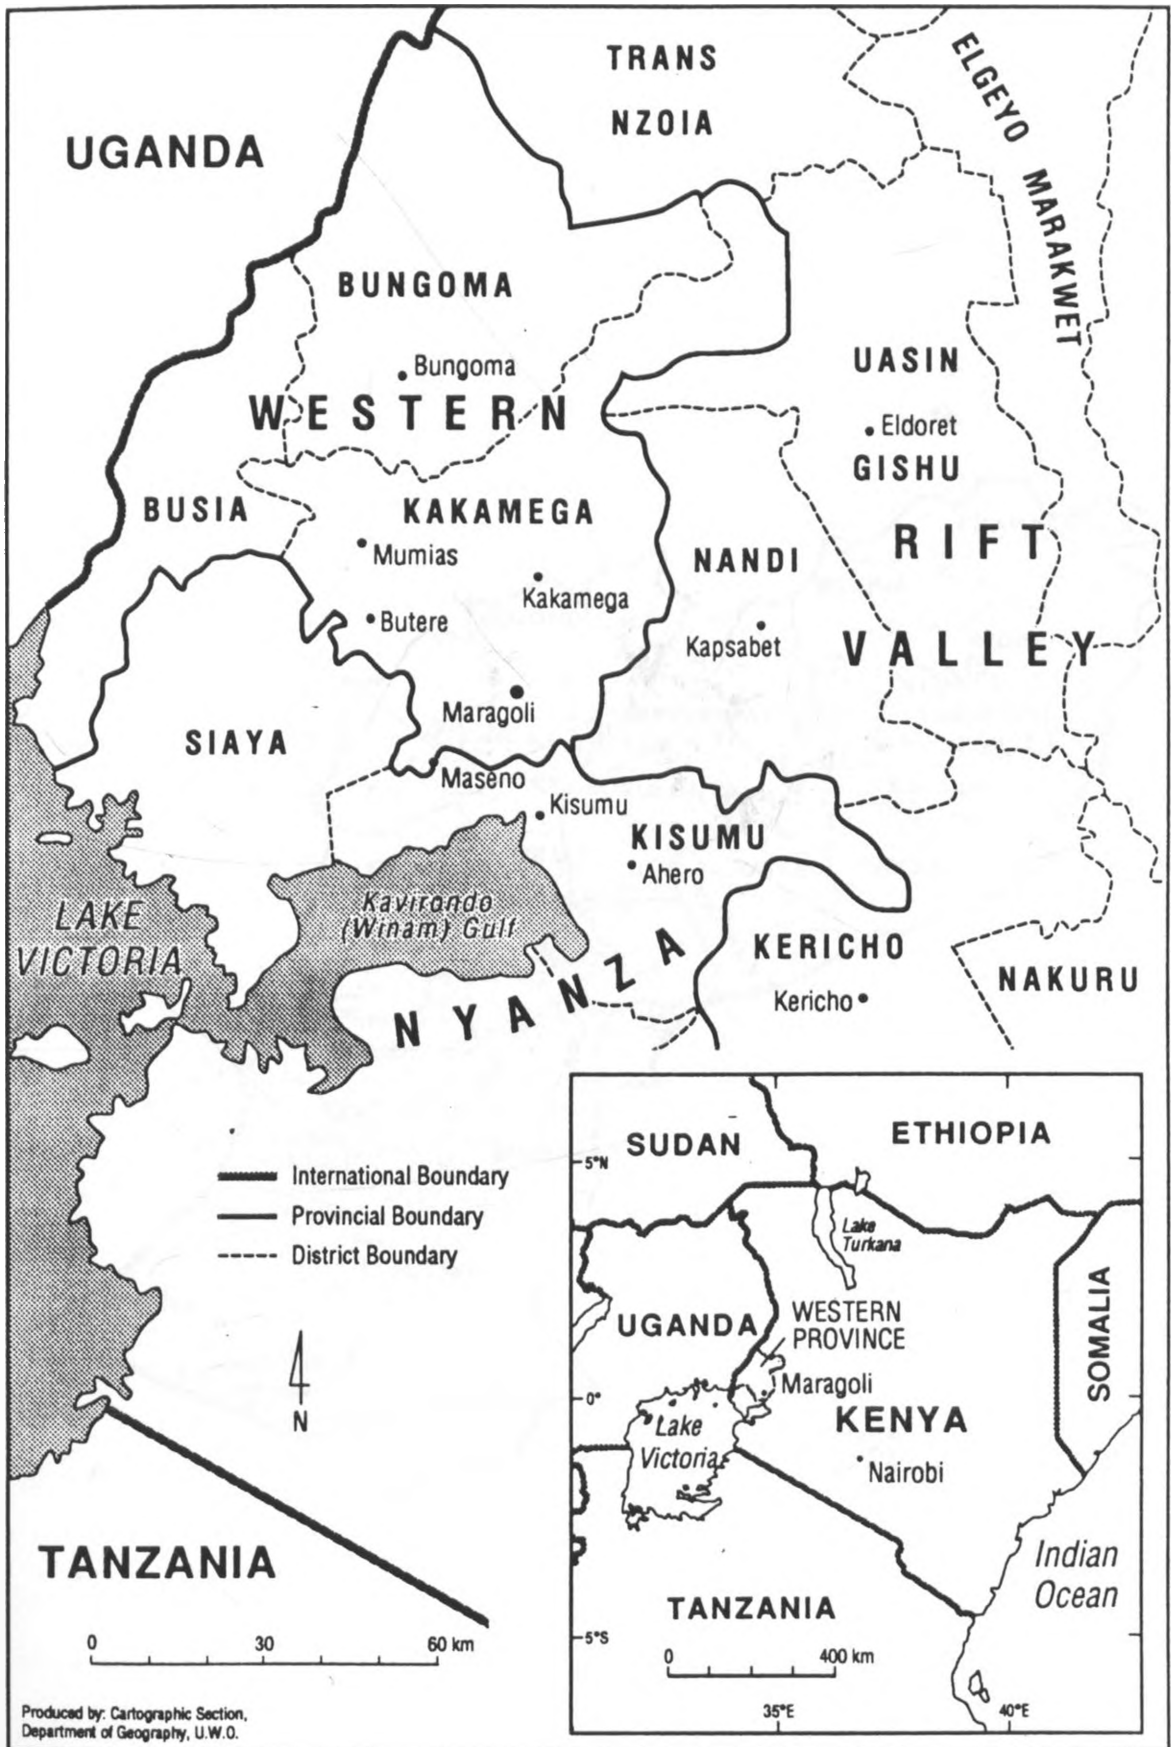 TRANS
NZOIA
ELGEYO MARAKWET
UGANDA
BUNGOMA
Bungoma
WESTERN
UASIN
Eldoret
GISHU
BUSIA
KAKAMEGA
Mumias
Kakamega
Butere
NANDI
Kapsabet
RIFT
VALLEY
Maragoli
SIAYA
Maseno
Kisumu
KISUMU
Ahero
LAKE
VICTORIA
Kavirondo
(Winam) Gulf
NYANZA
KERICHO
Kericho
NAKURU
International Boundary
Provincial Boundary
District Boundary
N
TANZANIA
0 30 60 km
Produced by: Cartographic Section,
Department of Geography, U.W.O.
SUDAN
ETHIOPIA
5°N
Lake
Turkana
UGANDA
WESTERN
PROVINCE
SOMALIA
Maragoli
0°
KENYA
Lake
Victoria
Nairobi
Indian
Ocean
TANZANIA
5°S
0 400 km
35°E 40°E